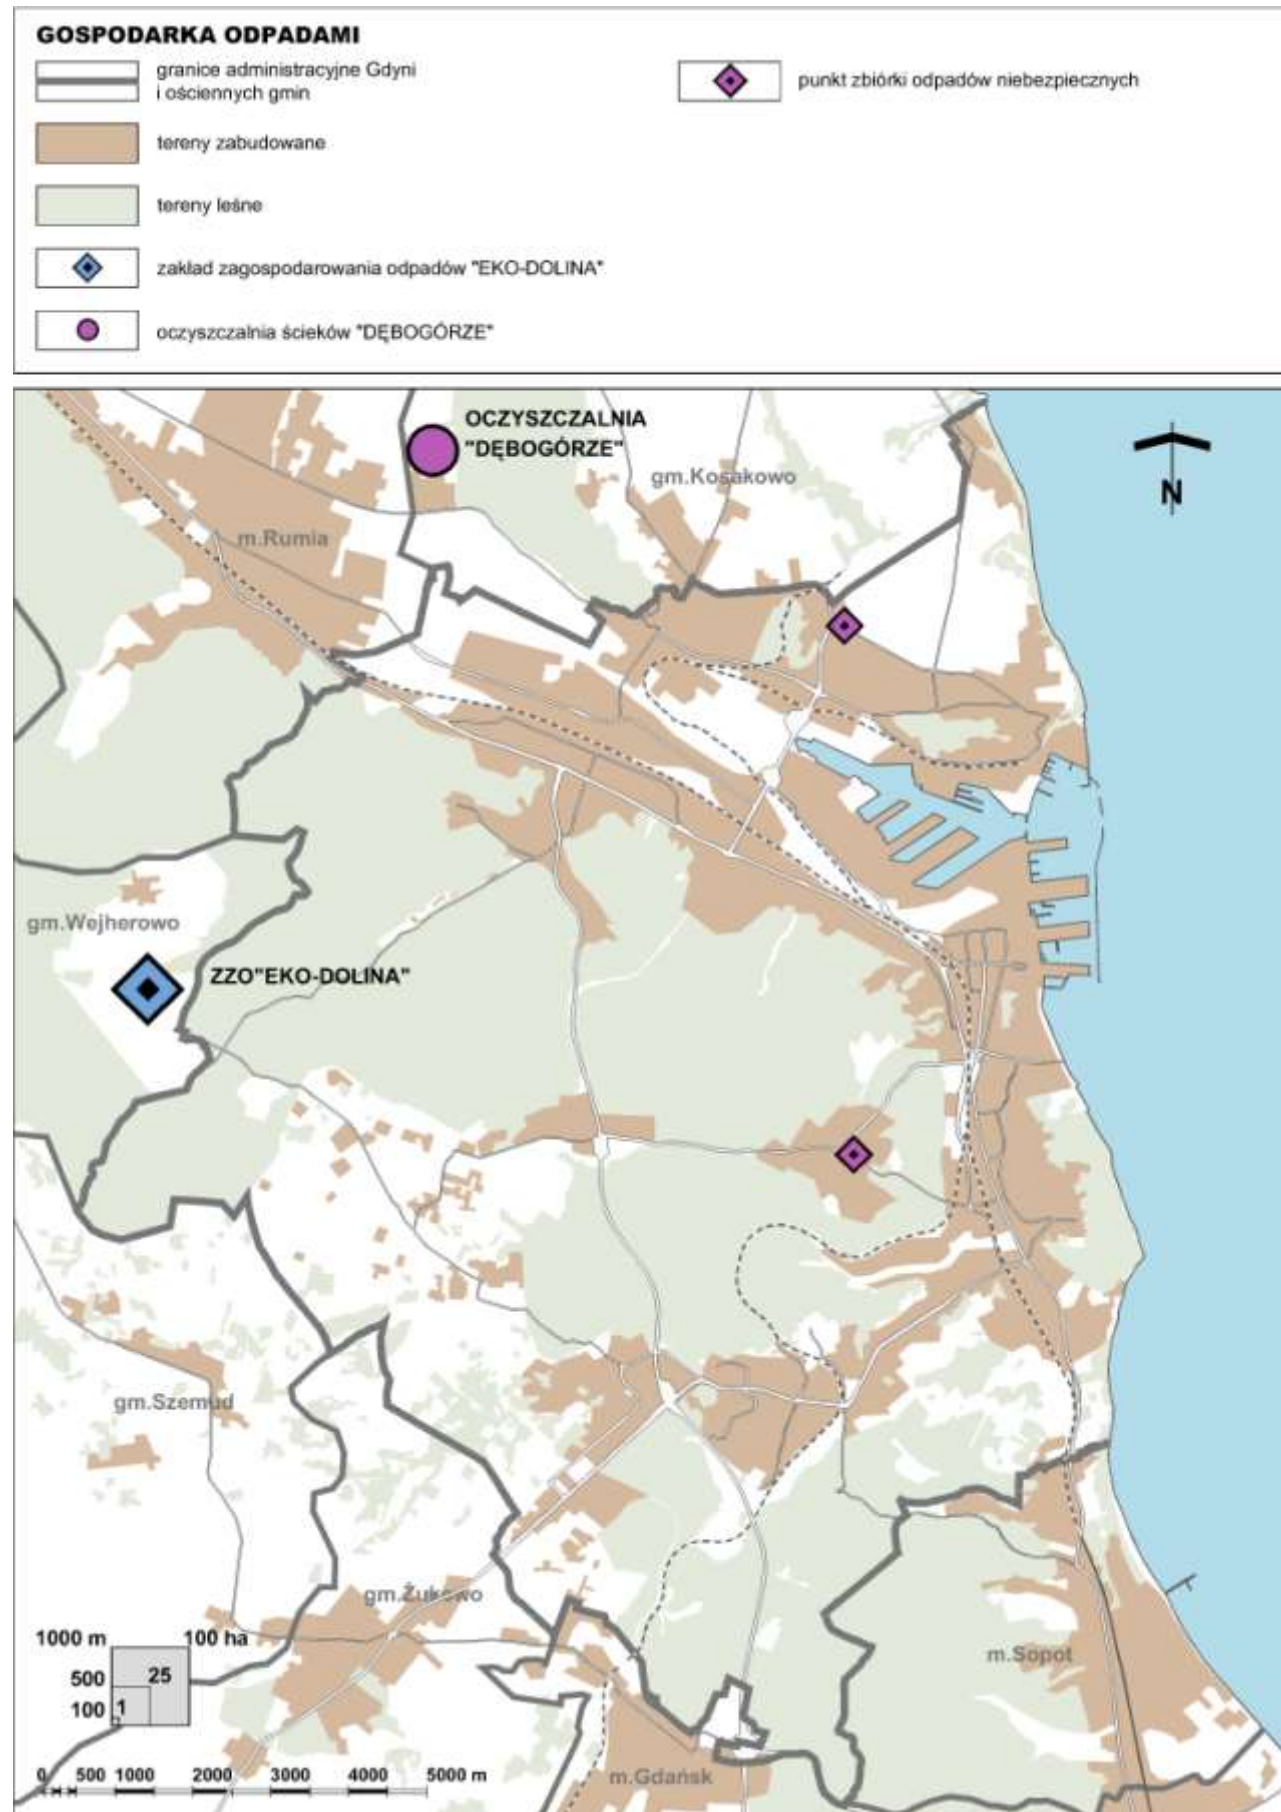 GOSPODARKA ODPADAMI
granice administracyjne Gdyni
i ościennych gmin
punkt zbiórki odpadów niebezpiecznych
tereny zabudowane
tereny leśne
zakład zagospodarowania odpadów "EKO-DOLINA"
oczyszczalnia ścieków "DĘBOGÓRZE"
OCZYSZCZALNIA
"DĘBOGÓRZE"
gm.Kosakowo
N
m.Rumia
gm.Wejherowo
ZZO"EKO-DOLINA"
gm.Szemud
gm.Żukowo
1000 m
100 ha
500
25
100
1
m.Sopot
m.Gdańsk
0 500 1000 2000 3000 4000 5000 m